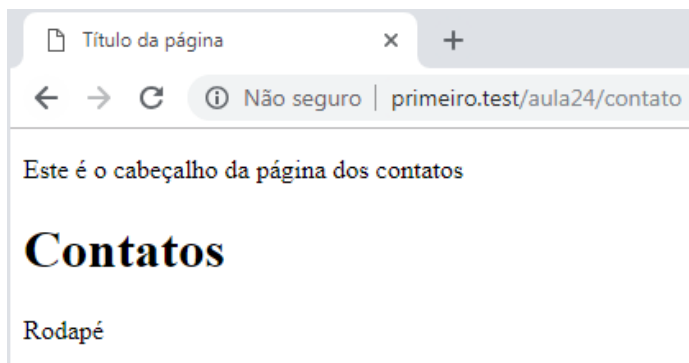 Título da página
Não seguro | primeiro.test/aula24/contato
Este é o cabeçalho da página dos contatos
Contatos
Rodapé